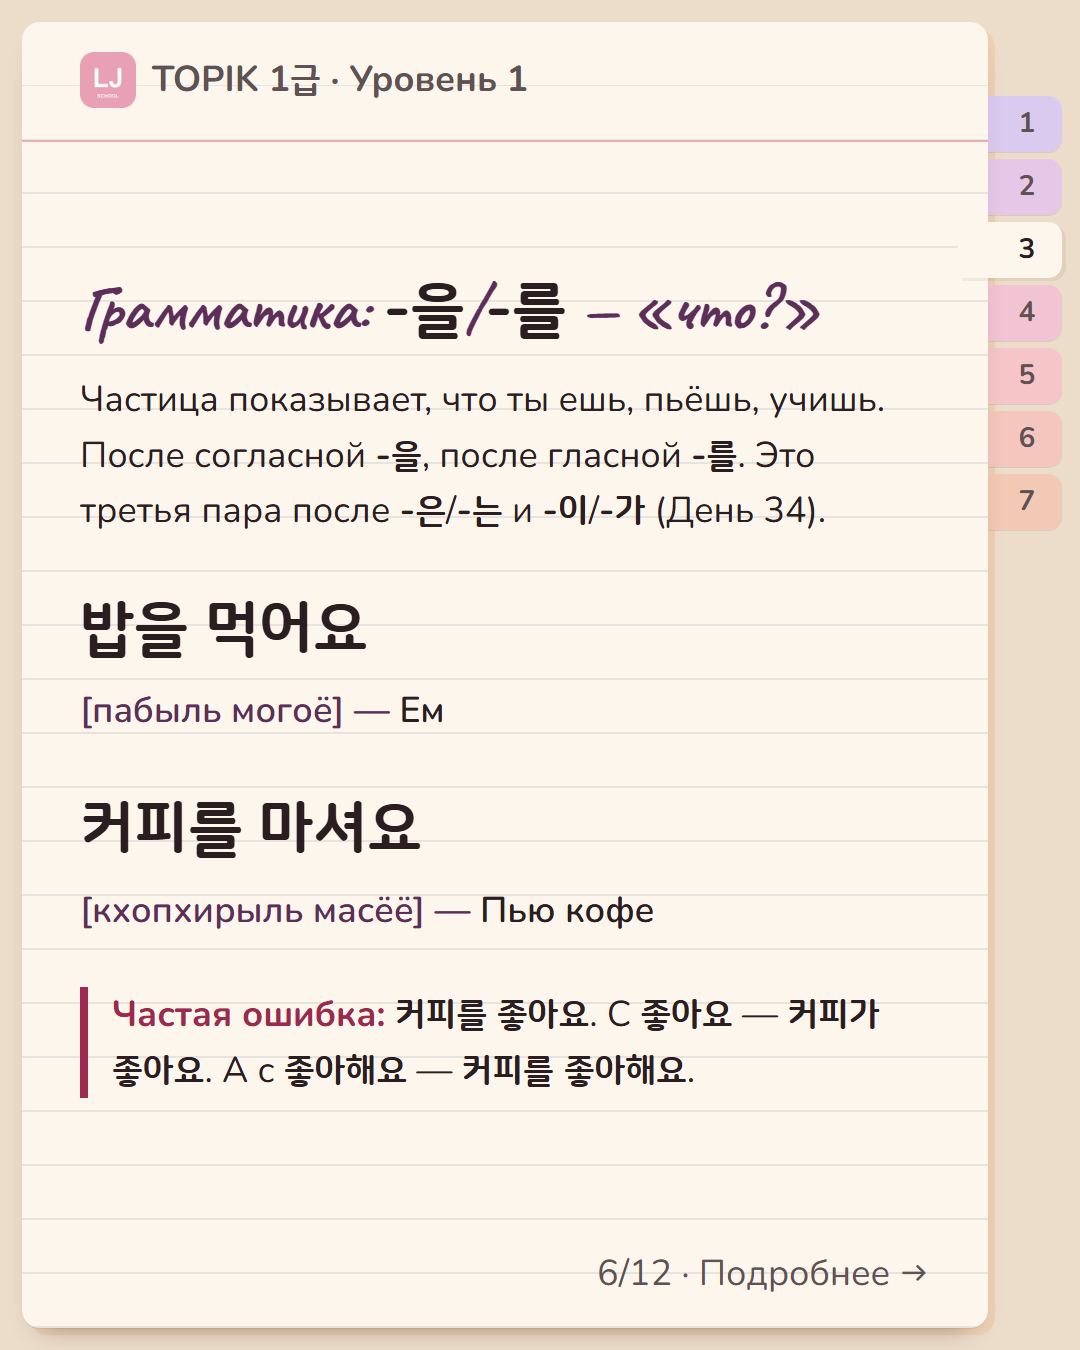 LJ
SCHOOL
TOPIK 1급 · Уровень 1
1
2
3
4
5
6
7
Грамматика: -을/-를 — «что?»
Частица показывает, что ты ешь, пьёшь, учишь.
После согласной -을, после гласной -를. Это
третья пара после -은/-는 и -이/-가 (День 34).
밥을 먹어요
[пабыль могоё] — Ем
커피를 마셔요
[кхопхирыль масёё] — Пью кофе
Частая ошибка: 커피를 좋아요. С 좋아요 — 커피가
좋아요. А с 좋아해요 — 커피를 좋아해요.
6/12 · Подробнее →